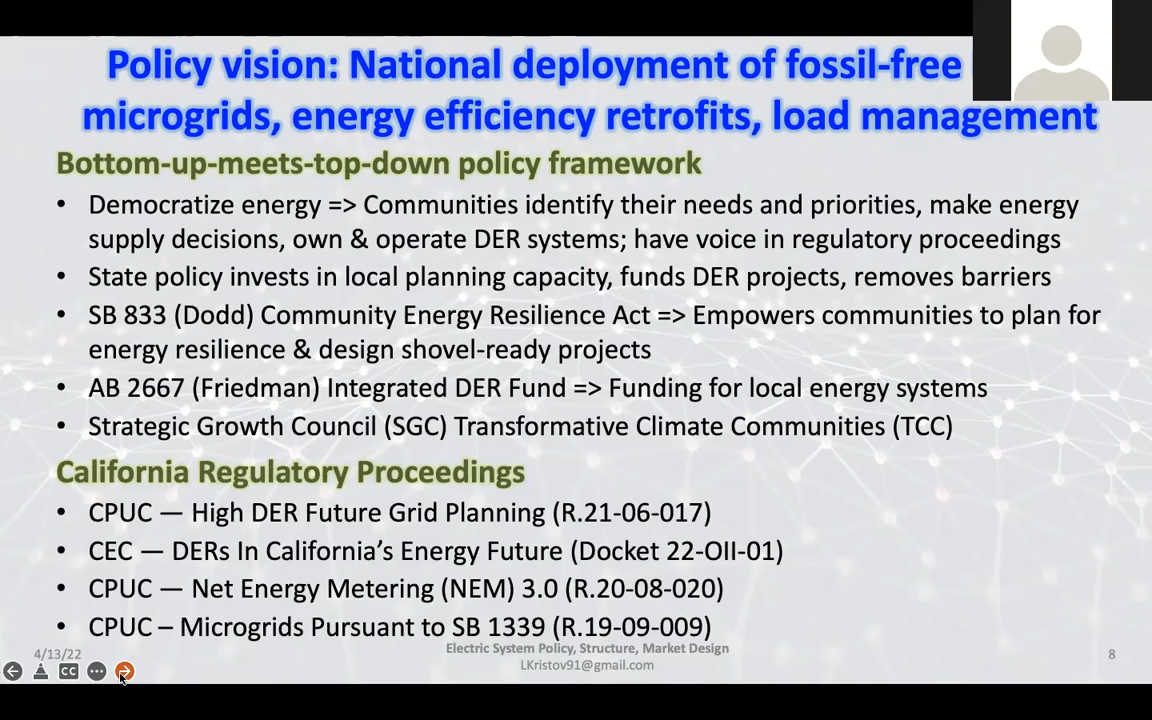 Policy vision: National deployment of fossil-free
microgrids, energy efficiency retrofits, load management
Bottom-up-meets-top-down policy framework
• Democratize energy => Communities identify their needs and priorities, make energy
supply decisions, own & operate DER systems; have voice in regulatory proceedings
• State policy invests in local planning capacity, funds DER projects, removes barriers
• SB 833 (Dodd) Community Energy Resilience Act => Empowers communities to plan for
energy resilience & design shovel-ready projects
• AB 2667 (Friedman) Integrated DER Fund => Funding for local energy systems
• Strategic Growth Council (SGC) Transformative Climate Communities (TCC)
California Regulatory Proceedings
• CPUC — High DER Future Grid Planning (R.21-06-017)
• CEC — DERs In California’s Energy Future (Docket 22-OII-01)
• CPUC — Net Energy Metering (NEM) 3.0 (R.20-08-020)
• CPUC – Microgrids Pursuant to SB 1339 (R.19-09-009)
4/13/22
Electric System Policy, Structure, Market Design
LKristov91@gmail.com
8
CC